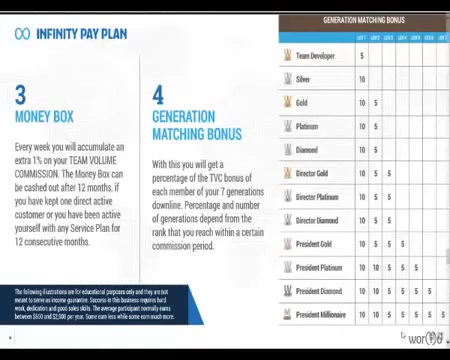 INFINITY PAY PLAN
3
MONEY BOX
Every week you will accumulate an
extra 1% on your TEAM VOLUME
COMMISSION. The Money Box can
be cashed out after 12 months, if
you have kept one direct active
customer or you have been active
yourself with any Service Plan for
12 consecutive months.
4
GENERATION
MATCHING BONUS
With this you will get a
percentage of the TVC bonus of
each member of your 7 generations
downline. Percentage and number
of generations depend from the
rank that you reach within a certain
commission period.
The following illustrations are for educational purposes only and they are not
meant to serve as income guarantee. Success in this business requires hard
work, dedication and good sales skills. The average participant normally earns
between $500 and $2,000 per year. Some earn less while some earn much more.
GENERATION MATCHING BONUS
Team Developer 5
Silver 10
Gold 10 5
Platinum 10 5
Diamond 10 5
Director Gold 10 5 5
Director Platinum 10 5 5
Director Diamond 10 5 5
President Gold 10 5 5 5
President Platinum 10 10 5 5 5
President Diamond 10 10 5 5 5 5
President Millionaire 10 10 5 5 5 5 5